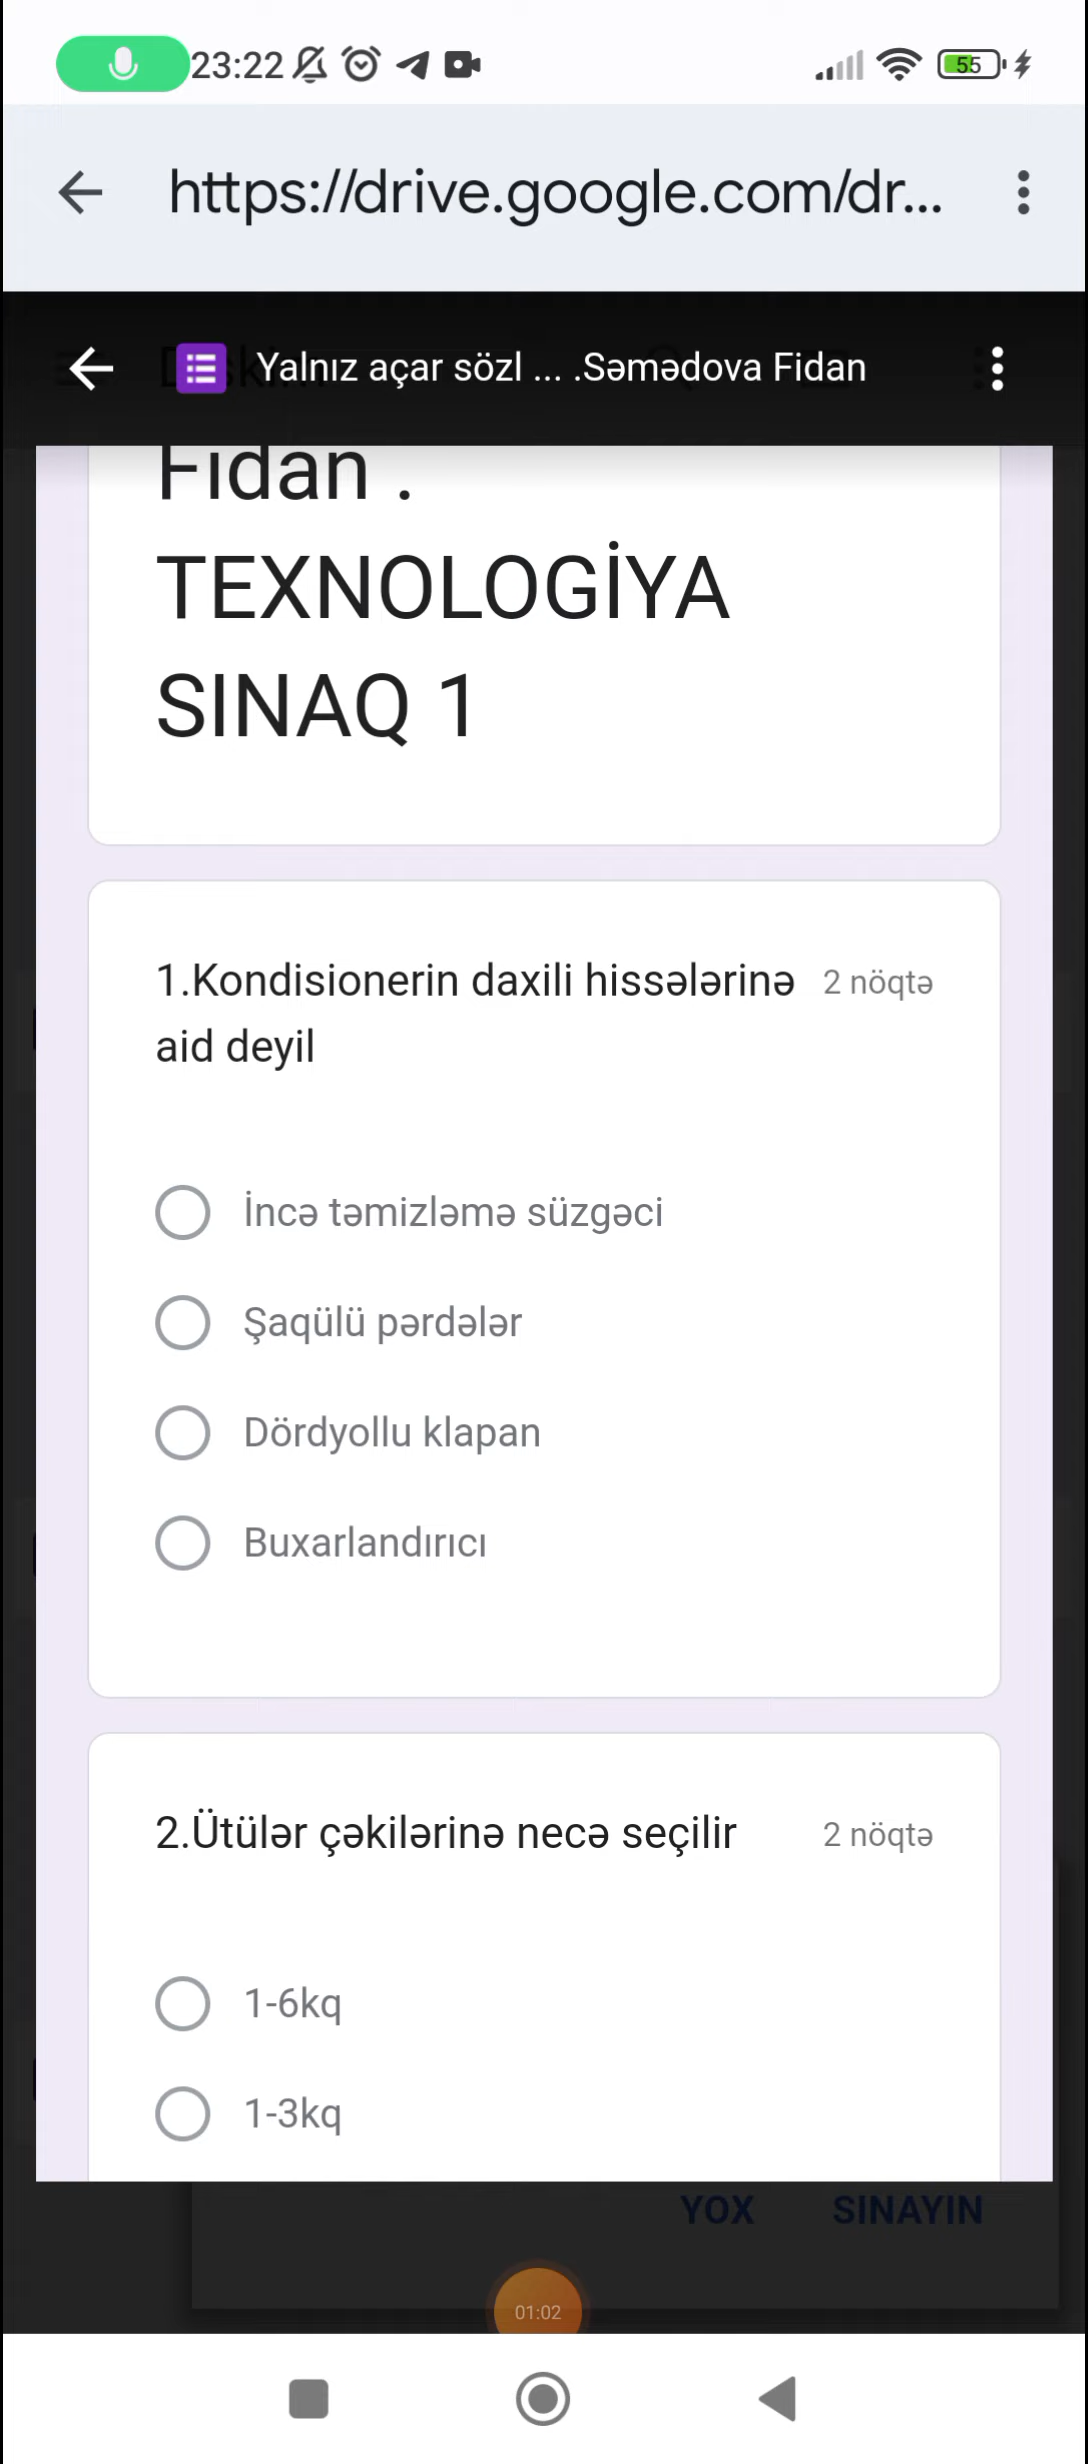 23:22
55
https://drive.google.com/dr...
Yalnız açar sözl ... .Səmədova Fidan
Fidan .
TEXNOLOGİYA
SINAQ 1
1.Kondisionerin daxili hissələrinə 2 nöqtə
aid deyil
İncə təmizləmə süzgəci
Şaqülü pərdələr
Dördyollu klapan
Buxarlandırıcı
2.Ütülər çəkilərinə necə seçilir 2 nöqtə
1-6kq
1-3kq
YOX SINAYIN
01:02